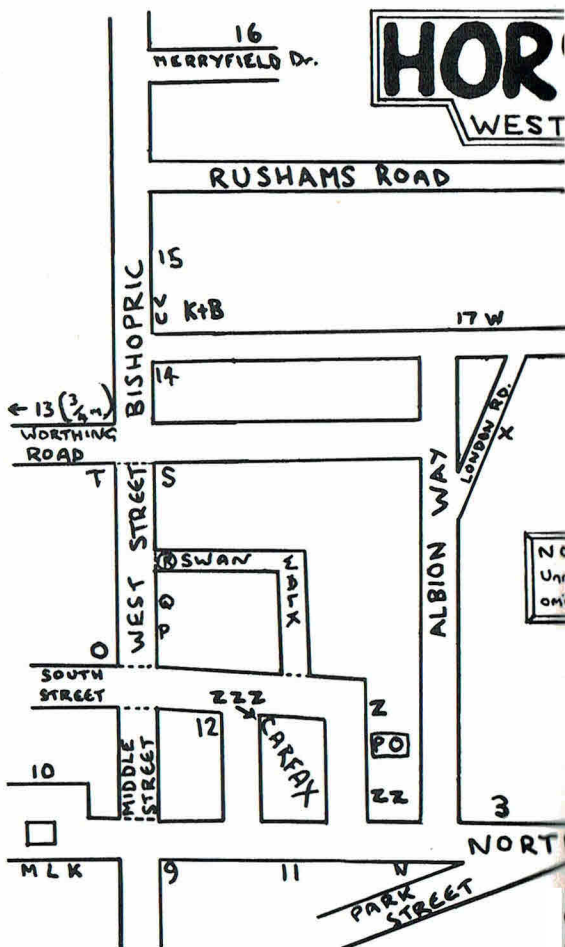 16
MERRYFIELD Dr.
HOR
WEST
RUSHAMS ROAD
BISHOPRIC
15
V
U K+B
17 W
14
← 13 (3/4 m)
WORTHING
ROAD
LONDON RD.
X
T
S
ALBION WAY
WEST STREET
R SWAN
WALK
Q
P
O
SOUTH
STREET
ZZZ
Z
12
CARFAX
PO
MIDDLE
STREET
10
ZZ
3
NORT
M L K
9
11
N
PARK
STREET